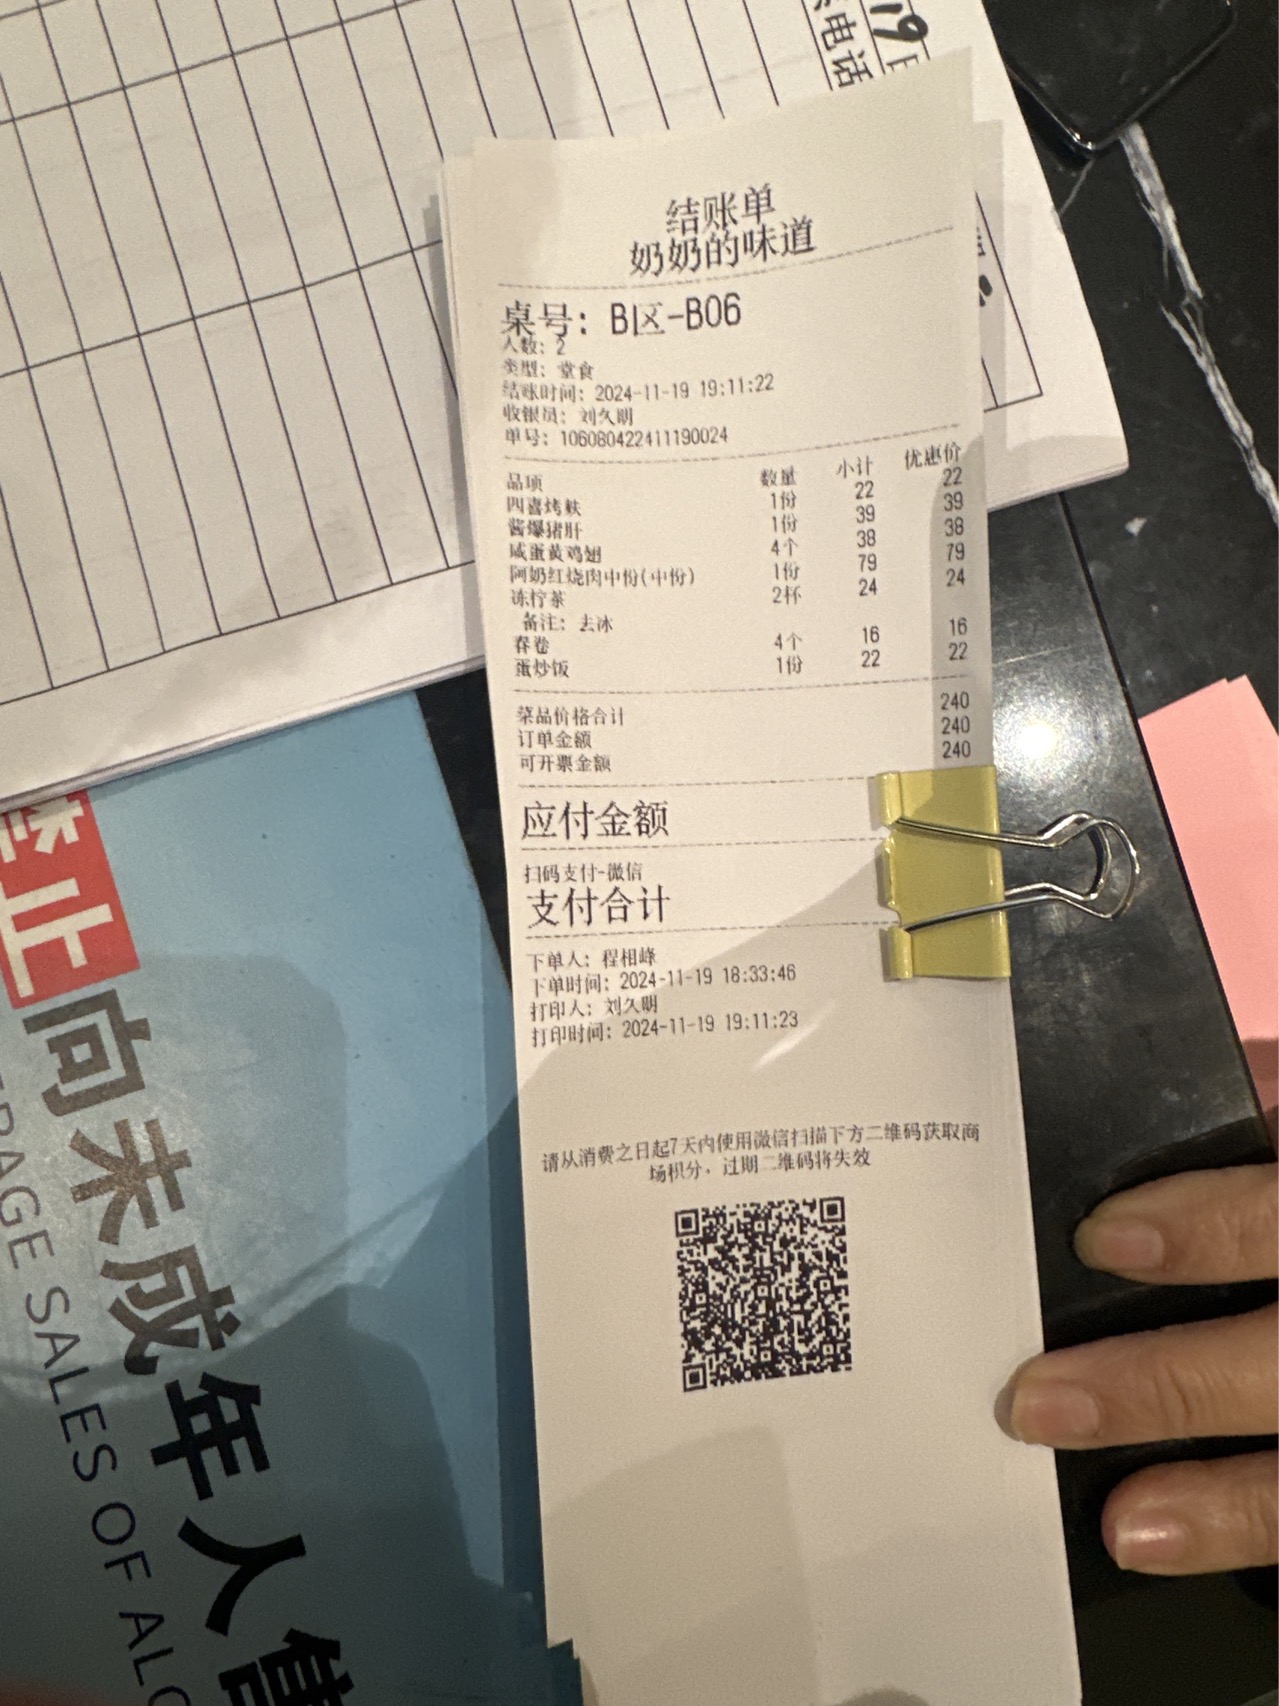 19日
电话
结账单
奶奶的味道
桌号: B区-B06
人数: 2
类型: 堂食
结账时间: 2024-11-19 19:11:22
收银员: 刘久明
单号: 106080422411190024
品项 数量 小计 优惠价
四喜烤麸 1份 22 22
酱爆猪肝 1份 39 39
咸蛋黄鸡翅 4个 38 38
阿奶红烧肉中份(中份) 1份 79 79
冻柠茶 2杯 24 24
备注: 去冰
春卷 4个 16 16
蛋炒饭 1份 22 22
菜品价格合计 240
订单金额 240
可开票金额 240
应付金额
扫码支付-微信
支付合计
下单人: 程相峰
下单时间: 2024-11-19 18:33:46
打印人: 刘久明
打印时间: 2024-11-19 19:11:23
请从消费之日起7天内使用微信扫描下方二维码获取商
场积分，过期二维码将失效
禁止向未成年人售
SALES OF ALC